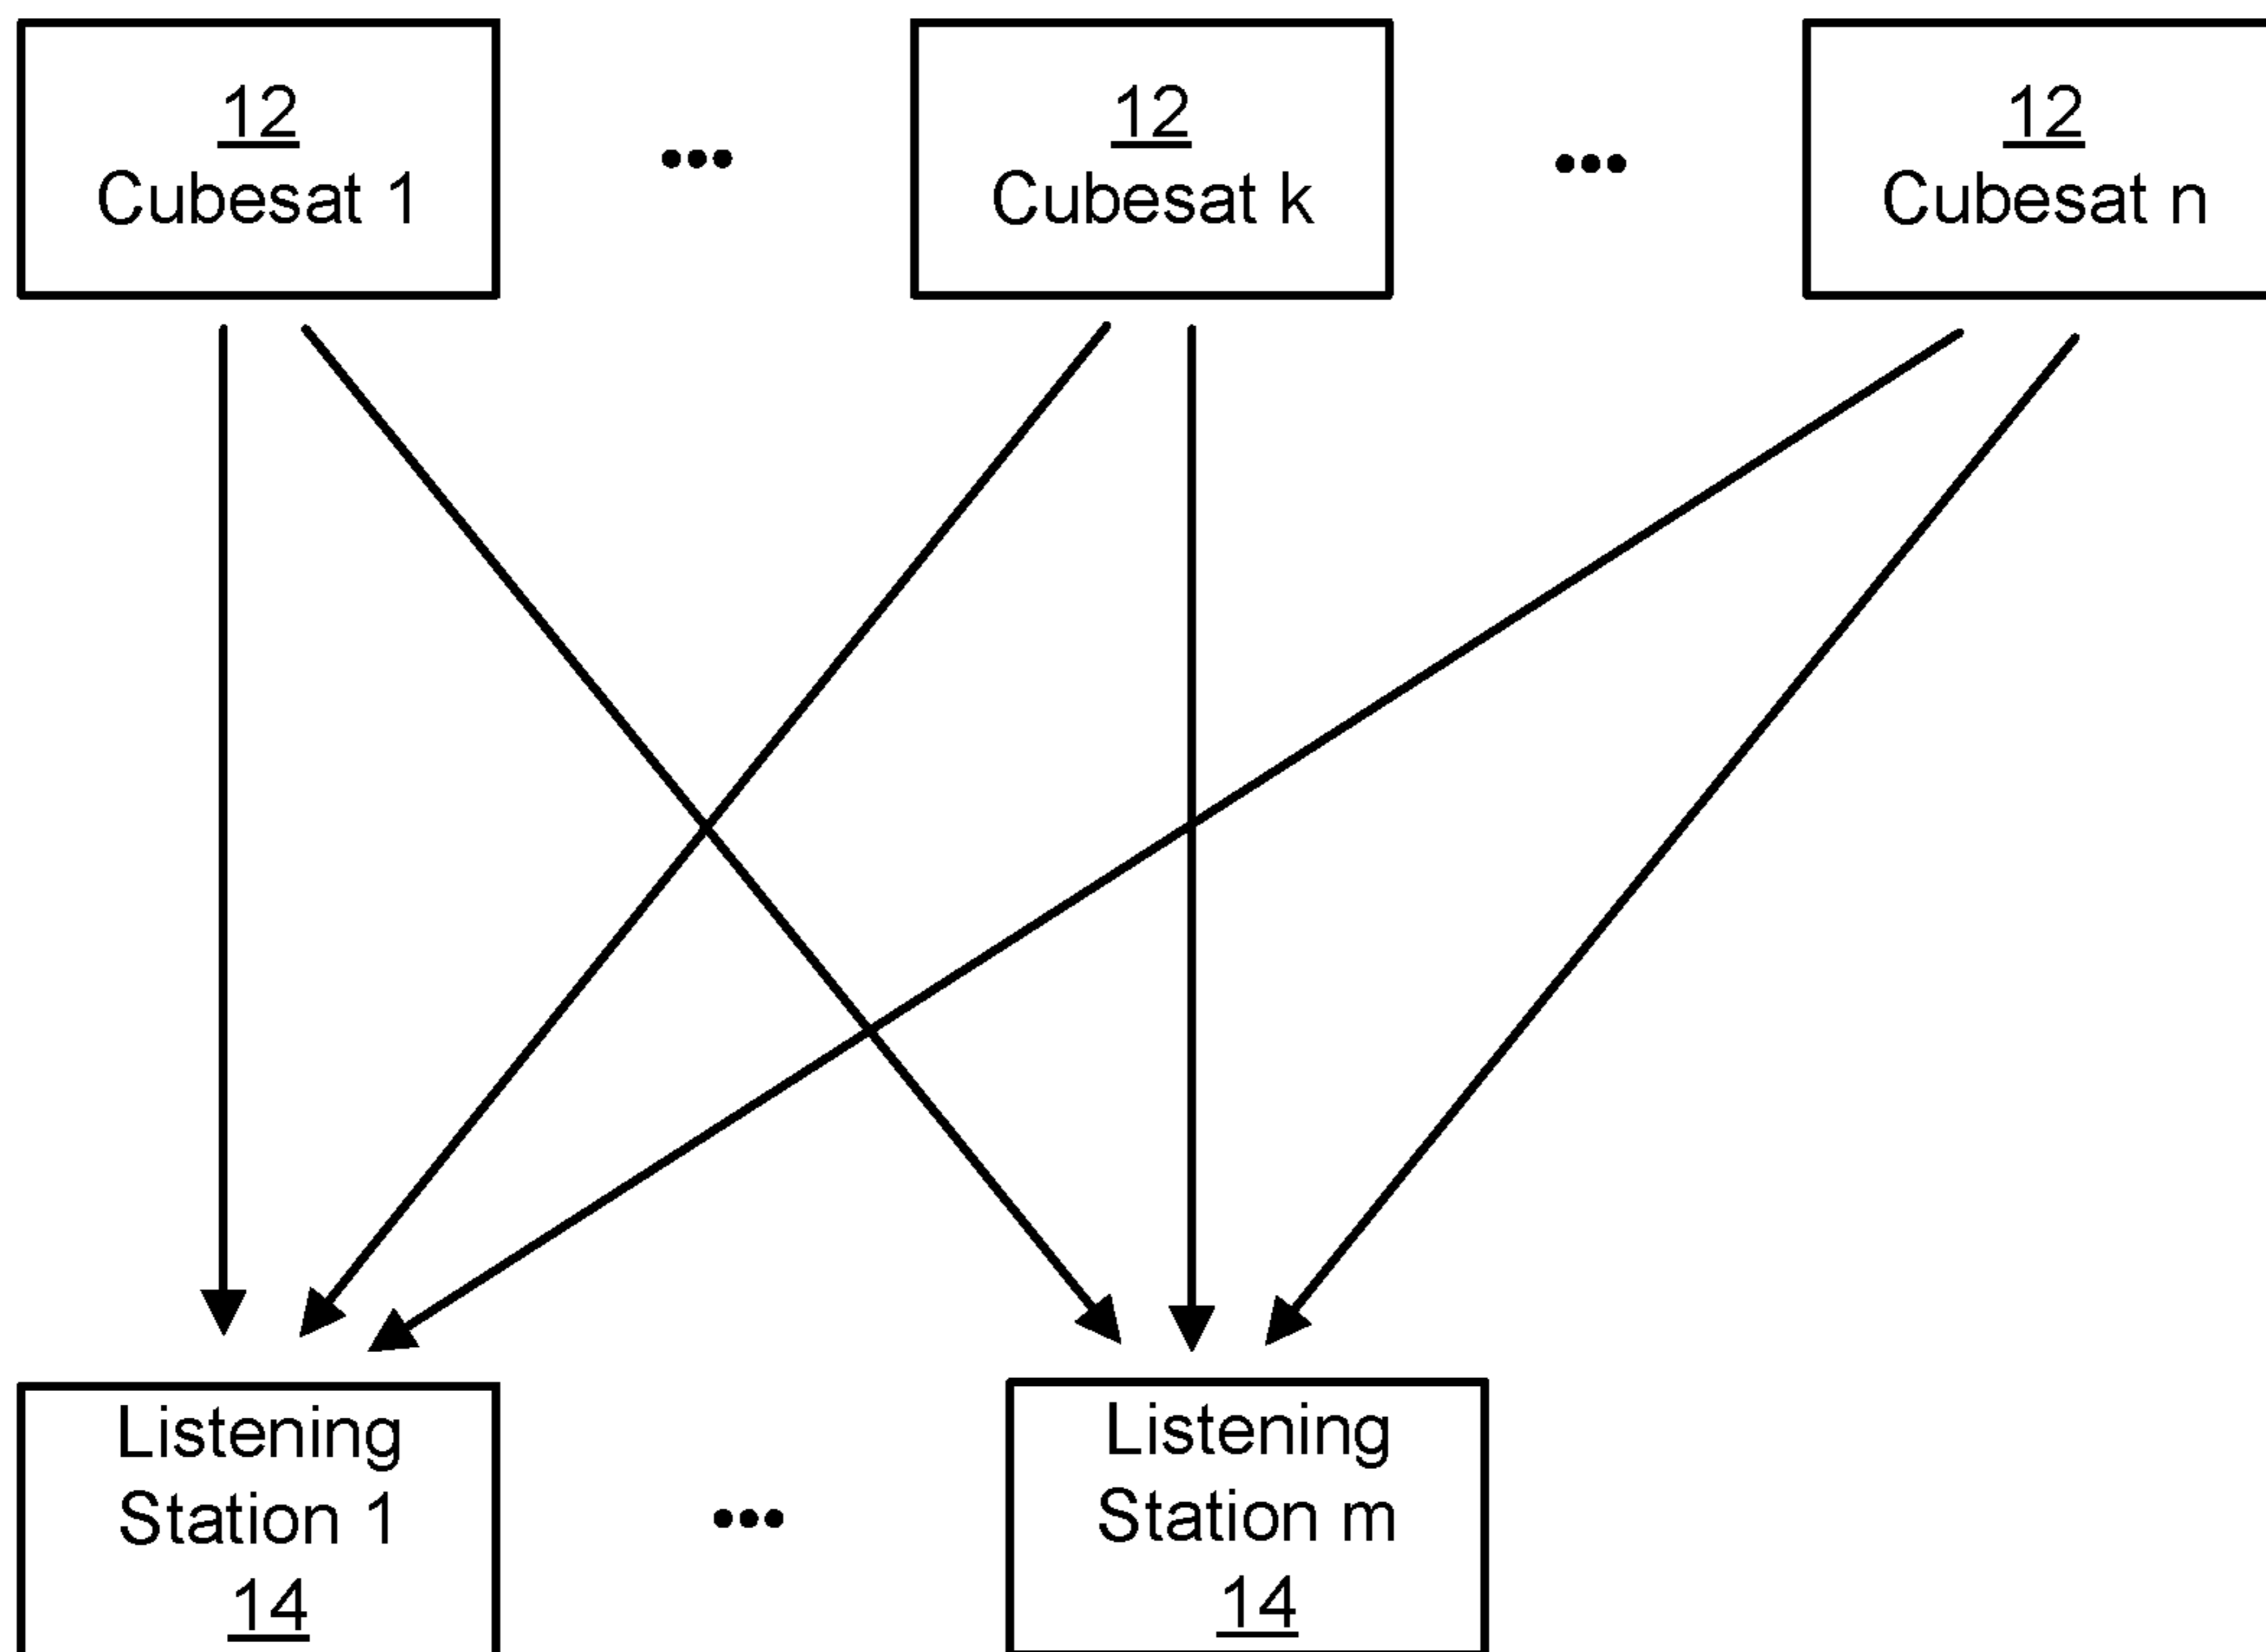 12
Cubesat 1
•••
12
Cubesat k
•••
12
Cubesat n
Listening
Station 1
14
•••
Listening
Station m
14